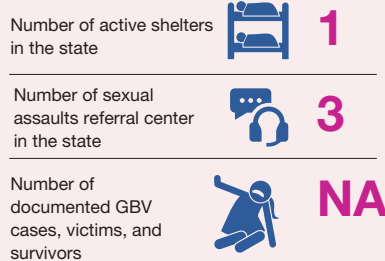 Number of active shelters
in the state
1
Number of sexual
assaults referral center
in the state
3
Number of
documented GBV
cases, victims, and
survivors
NA